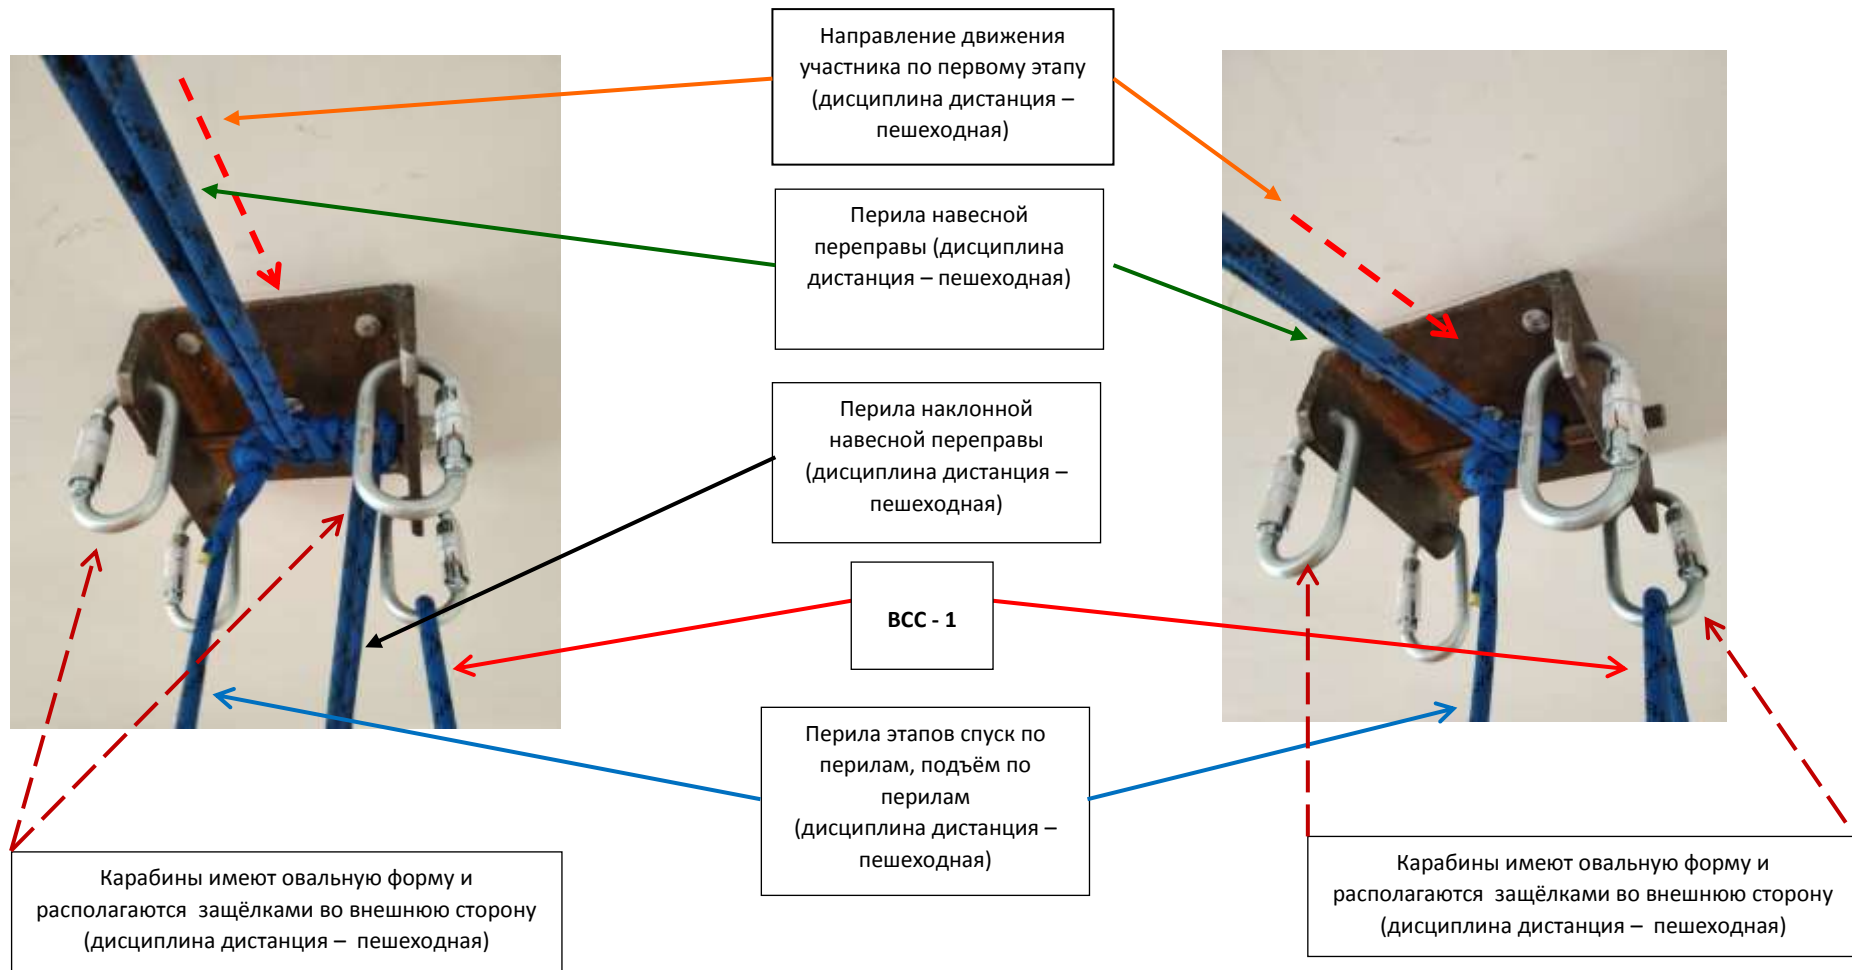 Направление движения
участника по первому этапу
(дисциплина дистанция –
пешеходная)
Перила навесной
переправы (дисциплина
дистанция – пешеходная)
Перила наклонной
навесной переправы
(дисциплина дистанция –
пешеходная)
ВСС - 1
Перила этапов спуск по
перилам, подъём по
перилам
(дисциплина дистанция –
пешеходная)
Карабины имеют овальную форму и
располагаются защёлками во внешнюю сторону
(дисциплина дистанция – пешеходная)
Карабины имеют овальную форму и
располагаются защёлками во внешнюю сторону
(дисциплина дистанция – пешеходная)